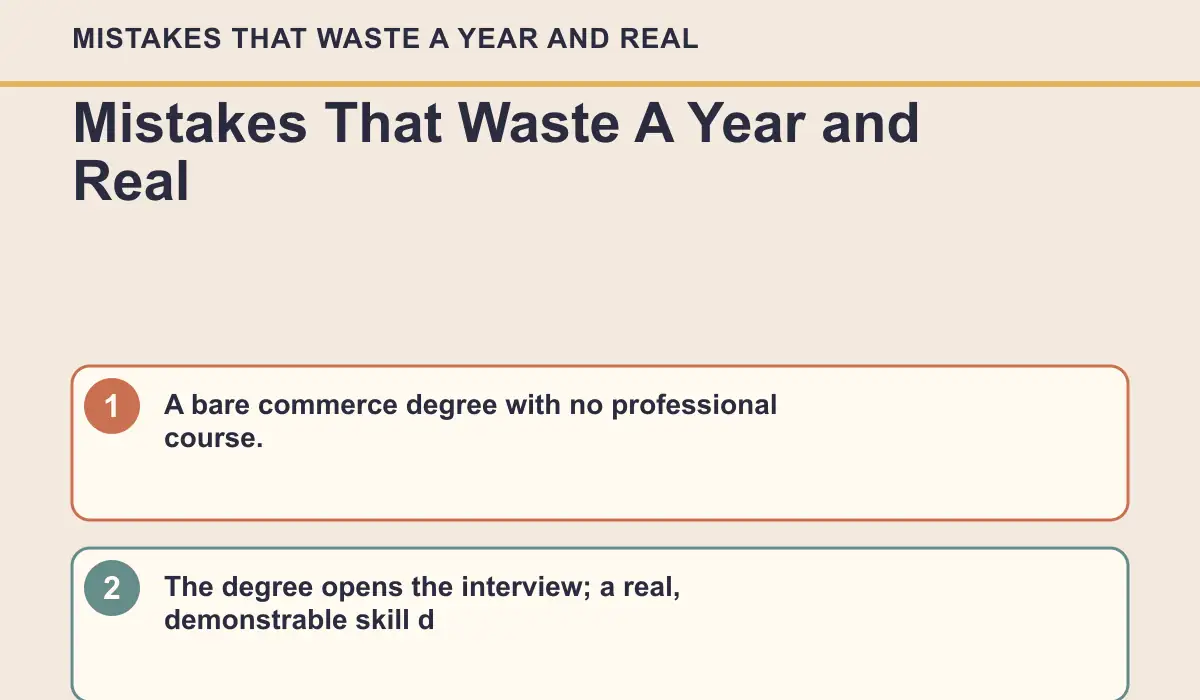 MISTAKES THAT WASTE A YEAR AND REAL
Mistakes That Waste A Year and
Real
1
A bare commerce degree with no professional
course.
2
The degree opens the interview; a real,
demonstrable skill d